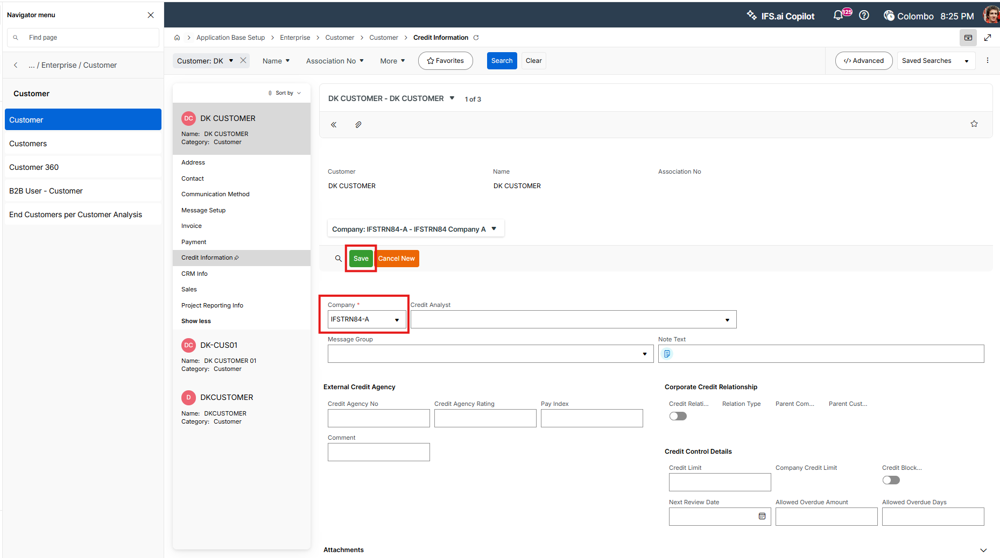 Navigator menu
IFS.ai Copilot
125
Colombo 8:25 PM
Find page
Application Base Setup
Enterprise
Customer
Customer
Credit Information
... / Enterprise / Customer
Customer: DK
Name
Association No
More
Favorites
Search
Clear
</> Advanced
Saved Searches
Customer
Customer
Customers
Customer 360
B2B User - Customer
End Customers per Customer Analysis
Sort by
DC DK CUSTOMER
Name: DK CUSTOMER
Category: Customer
Address
Contact
Communication Method
Message Setup
Invoice
Payment
Credit Information
CRM Info
Sales
Project Reporting Info
Show less
DC DK-CUS01
Name: DK CUSTOMER 01
Category: Customer
D DKCUSTOMER
Name: DKCUSTOMER
Category: Customer
DK CUSTOMER - DK CUSTOMER
1 of 3
Customer
Name
Association No
DK CUSTOMER
DK CUSTOMER
Company: IFSTRN84-A - IFSTRN84 Company A
Save
Cancel New
Company *
Credit Analyst
IFSTRN84-A
Message Group
Note Text
External Credit Agency
Credit Agency No
Credit Agency Rating
Pay Index
Comment
Corporate Credit Relationship
Credit Relati...
Relation Type
Parent Com...
Parent Cust...
Credit Control Details
Credit Limit
Company Credit Limit
Credit Block...
Next Review Date
Allowed Overdue Amount
Allowed Overdue Days
Attachments